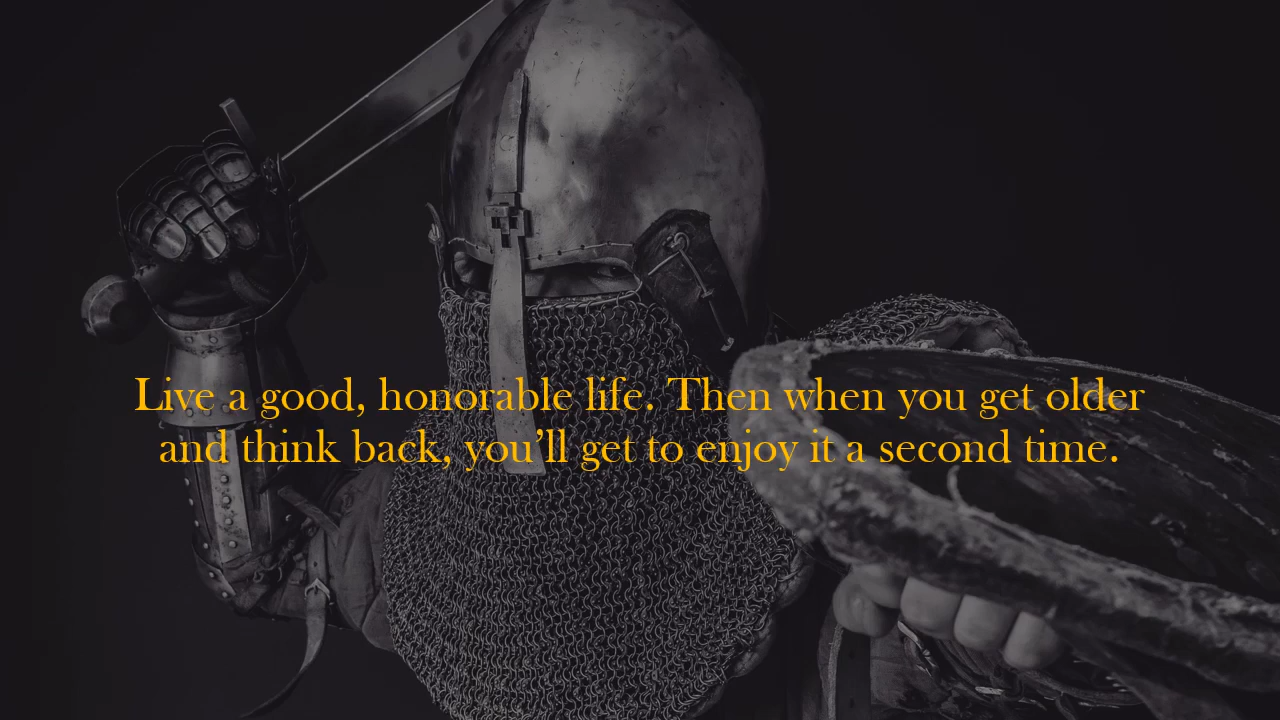 Live a good, honorable life. Then when you get older
and think back, you’ll get to enjoy it a second time.